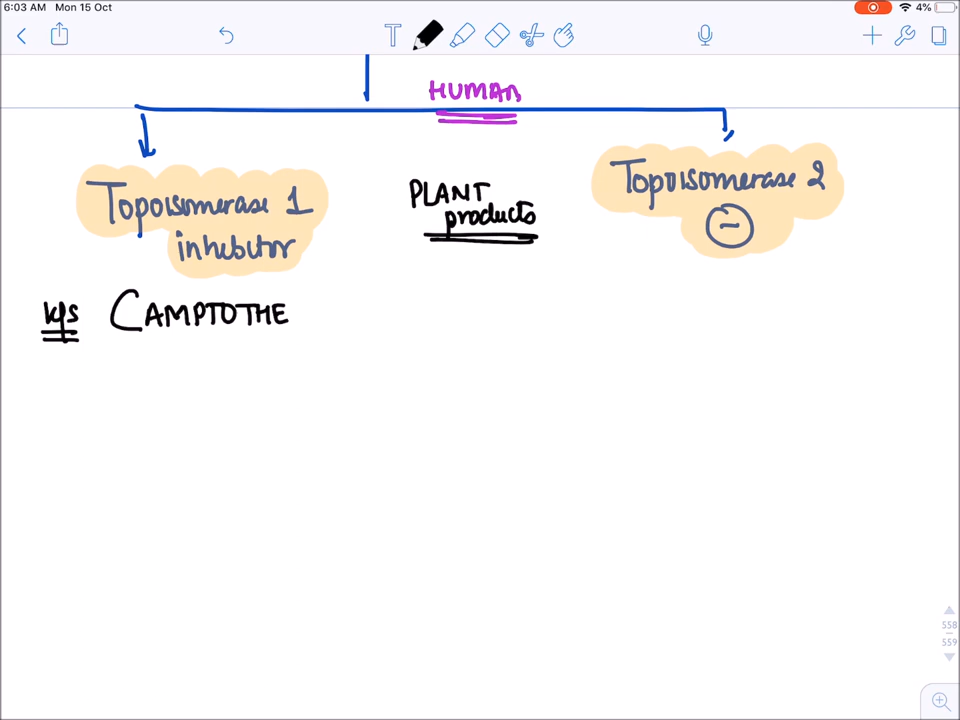 6:03 AM Mon 15 Oct
4%
T
HUMAN
Topoisomerase 1
inhibitor
PLANT
products
Topoisomerase 2
-
CAMPTOTHE
558
559